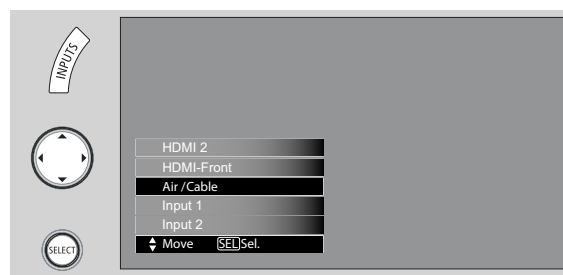 INPUTS
SELECT
HDMI 2
HDMI-Front
Air /Cable
Input 1
Input 2
Move SEL Sel.